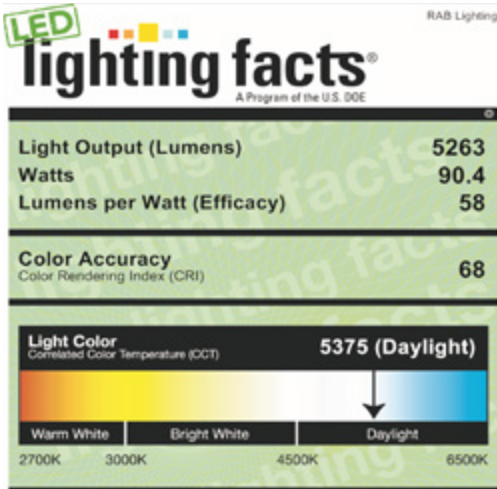 RAB Lighting
LED
lighting facts®
A Program of the U.S. DOE
Light Output (Lumens) 5263
Watts 90.4
Lumens per Watt (Efficacy) 58
Color Accuracy
Color Rendering Index (CRI) 68
Light Color
Correlated Color Temperature (CCT) 5375 (Daylight)
Warm White Bright White Daylight
2700K 3000K 4500K 6500K